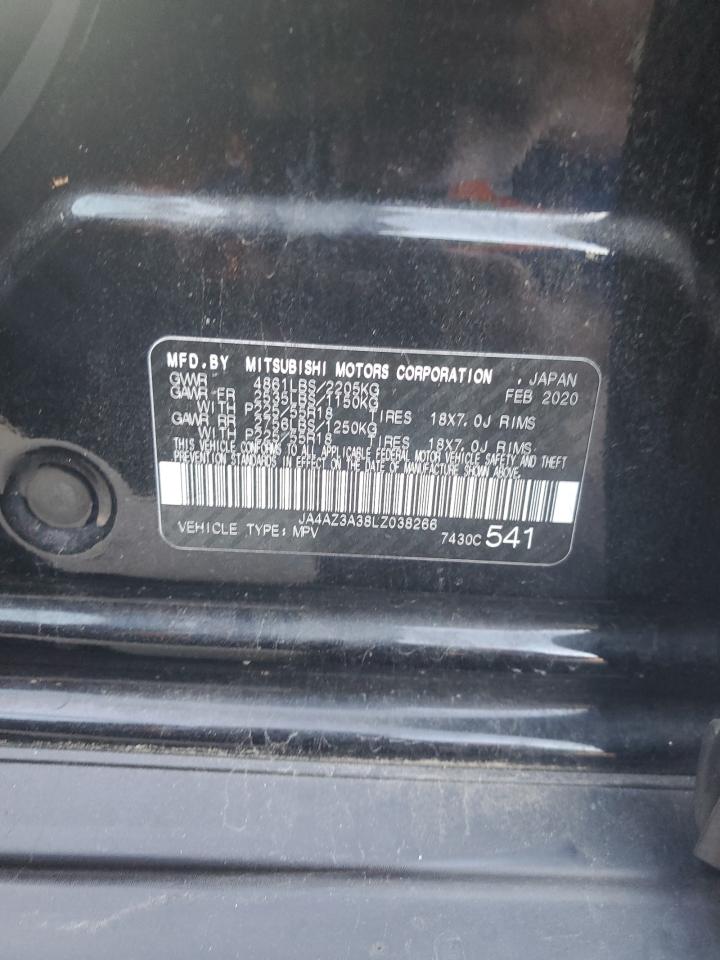 MFD.BY MITSUBISHI MOTORS CORPORATION , JAPAN
GVWR 4861LBS/2205KG FEB 2020
GAWR FR 2535LBS/1150KG
WITH P225/55R18 TIRES 18X7.0J RIMS
GAWR RR 2756LBS/1250KG
WITH P225/55R18 TIRES 18X7.0J RIMS.
THIS VEHICLE CONFORMS TO ALL APPLICABLE FEDERAL MOTOR VEHICLE SAFETY AND THEFT
PREVENTION STANDARDS IN EFFECT ON THE DATE OF MANUFACTURE SHOWN ABOVE.
JA4AZ3A38LZ038266
VEHICLE TYPE: MPV 7430C 541